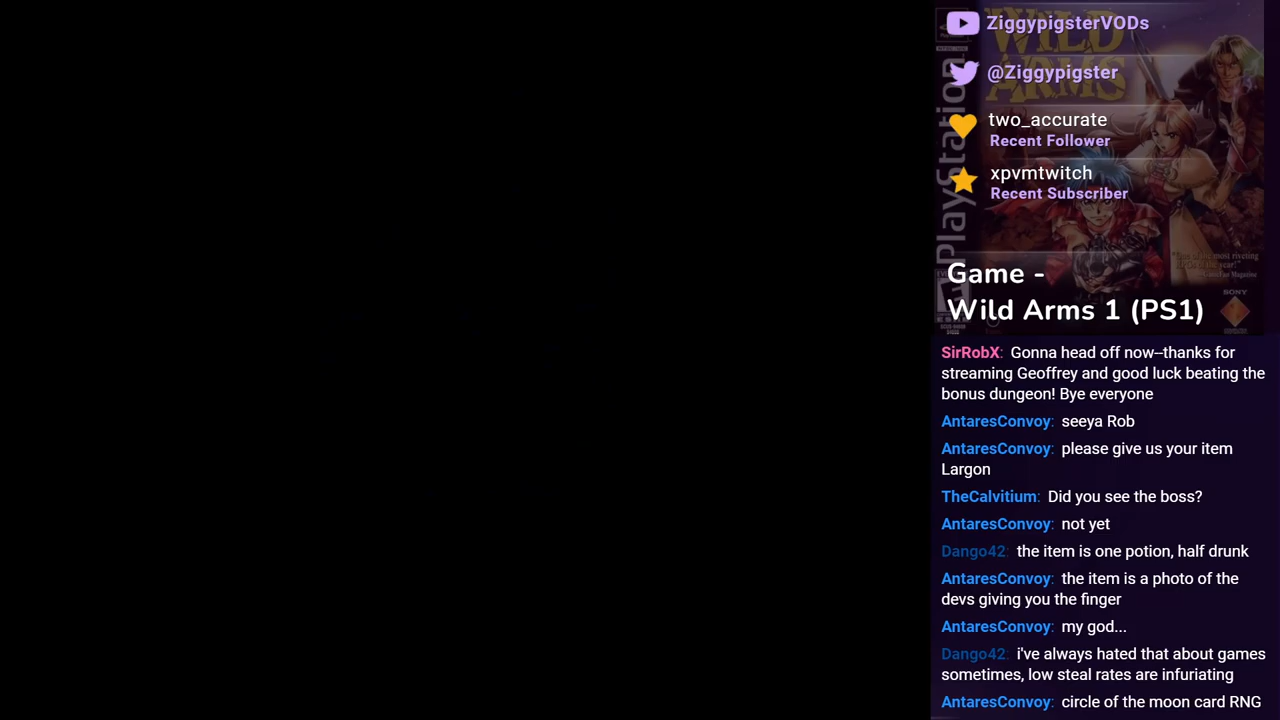 ZiggypigsterVODs
@Ziggypigster
two_accurate
Recent Follower
xpvmtwitch
Recent Subscriber
WILD
ARMS
PlayStation
Game -
Wild Arms 1 (PS1)
SONY
SirRobX: Gonna head off now--thanks for
streaming Geoffrey and good luck beating the
bonus dungeon! Bye everyone
AntaresConvoy: seeya Rob
AntaresConvoy: please give us your item
Largon
TheCalvitium: Did you see the boss?
AntaresConvoy: not yet
Dango42: the item is one potion, half drunk
AntaresConvoy: the item is a photo of the
devs giving you the finger
AntaresConvoy: my god...
Dango42: i've always hated that about games
sometimes, low steal rates are infuriating
AntaresConvoy: circle of the moon card RNG